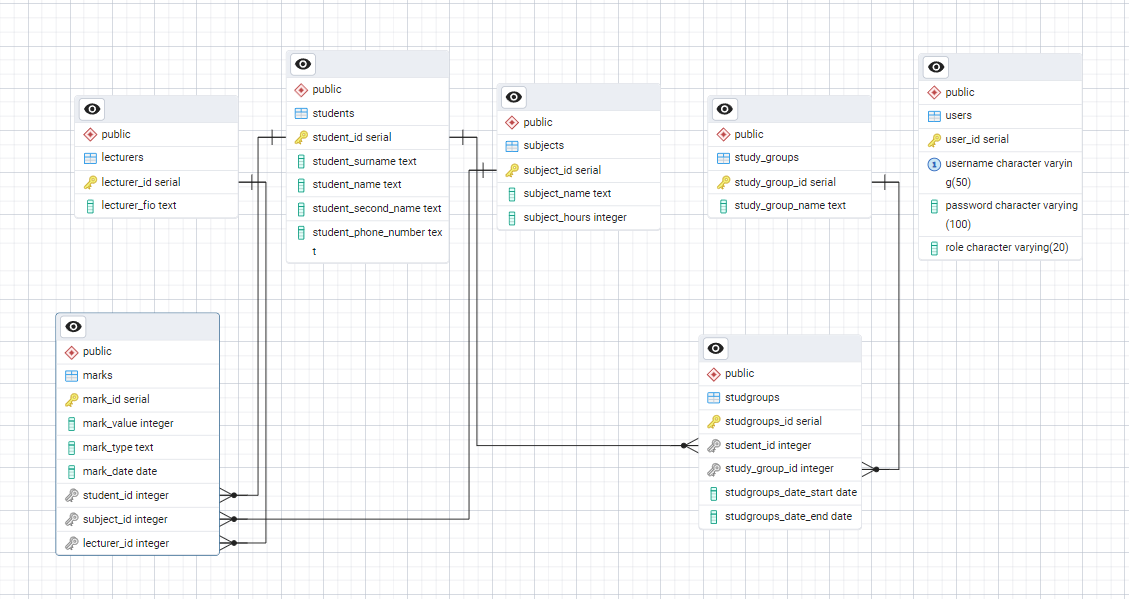 public
lecturers
lecturer_id serial
lecturer_fio text
public
students
student_id serial
student_surname text
student_name text
student_second_name text
student_phone_number tex
t
public
subjects
subject_id serial
subject_name text
subject_hours integer
public
study_groups
study_group_id serial
study_group_name text
public
users
user_id serial
username character varyin
g(50)
password character varying
(100)
role character varying(20)
public
marks
mark_id serial
mark_value integer
mark_type text
mark_date date
student_id integer
subject_id integer
lecturer_id integer
public
studgroups
studgroups_id serial
student_id integer
study_group_id integer
studgroups_date_start date
studgroups_date_end date